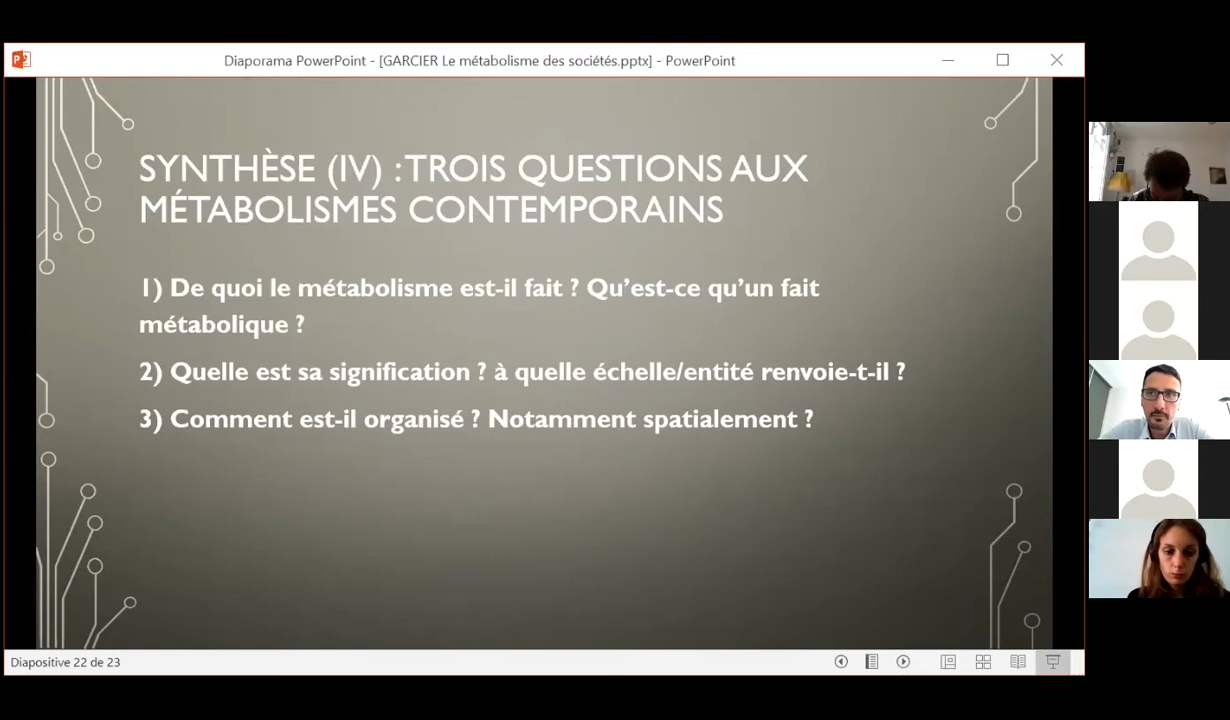 Diaporama PowerPoint - [GARCIER Le métabolisme des sociétés.pptx] - PowerPoint
SYNTHÈSE (IV) : TROIS QUESTIONS AUX
MÉTABOLISMES CONTEMPORAINS
1) De quoi le métabolisme est-il fait ? Qu’est-ce qu’un fait
métabolique ?
2) Quelle est sa signification ? à quelle échelle/entité renvoie-t-il ?
3) Comment est-il organisé ? Notamment spatialement ?
Diapositive 22 de 23